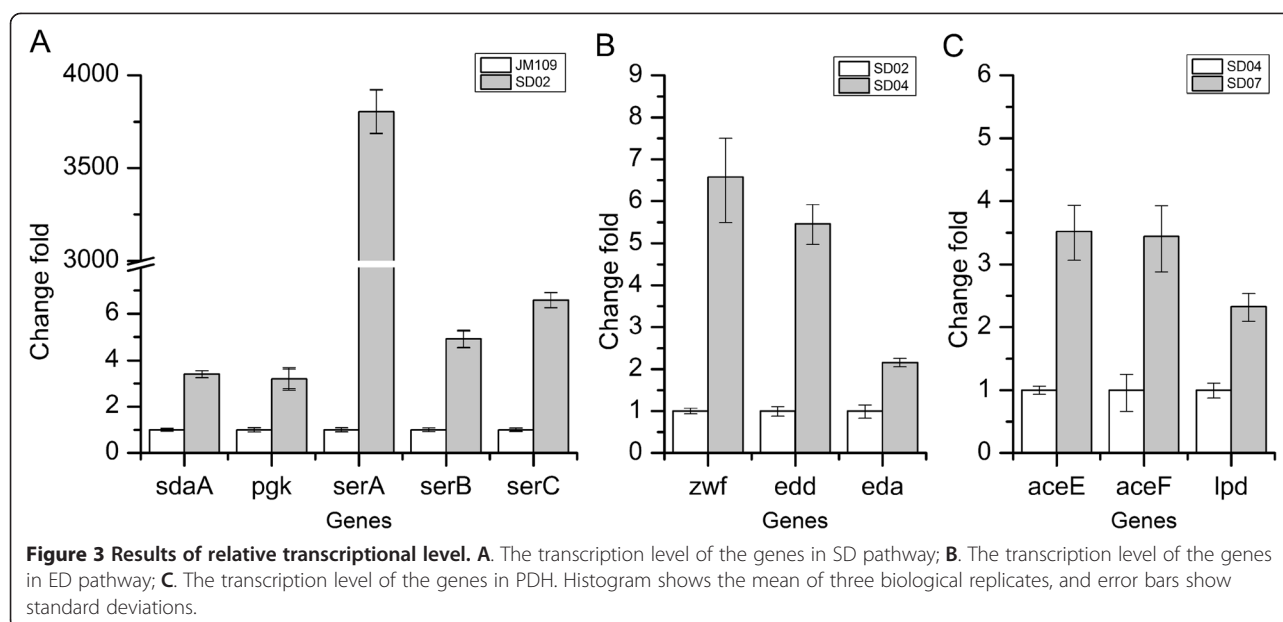 A
JM109
SD02
4000
3500
3000
6
4
2
0
Change fold
sdaA pgk serA serB serC
Genes
B
SD02
SD04
9
8
7
6
5
4
3
2
1
0
Change fold
zwf edd eda
Genes
C
SD04
SD07
6
5
4
3
2
1
0
Change fold
aceE aceF lpd
Genes
Figure 3 Results of relative transcriptional level. A. The transcription level of the genes in SD pathway; B. The transcription level of the genes
in ED pathway; C. The transcription level of the genes in PDH. Histogram shows the mean of three biological replicates, and error bars show
standard deviations.